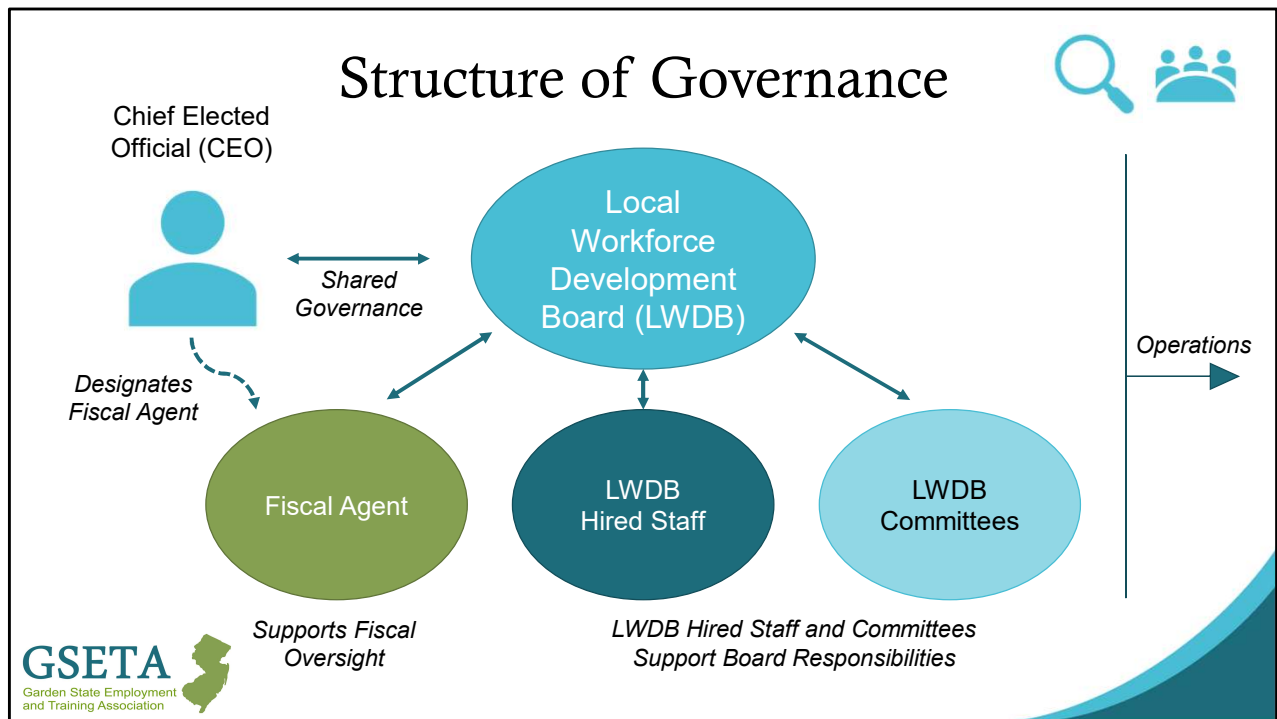 Structure of Governance
Chief Elected
Official (CEO)
Local
Workforce
Development
Board (LWDB)
Shared
Governance
Operations
Designates
Fiscal Agent
Fiscal Agent
LWDB
Hired Staff
LWDB
Committees
Supports Fiscal
Oversight
LWDB Hired Staff and Committees
Support Board Responsibilities
GSETA
Garden State Employment
and Training Association